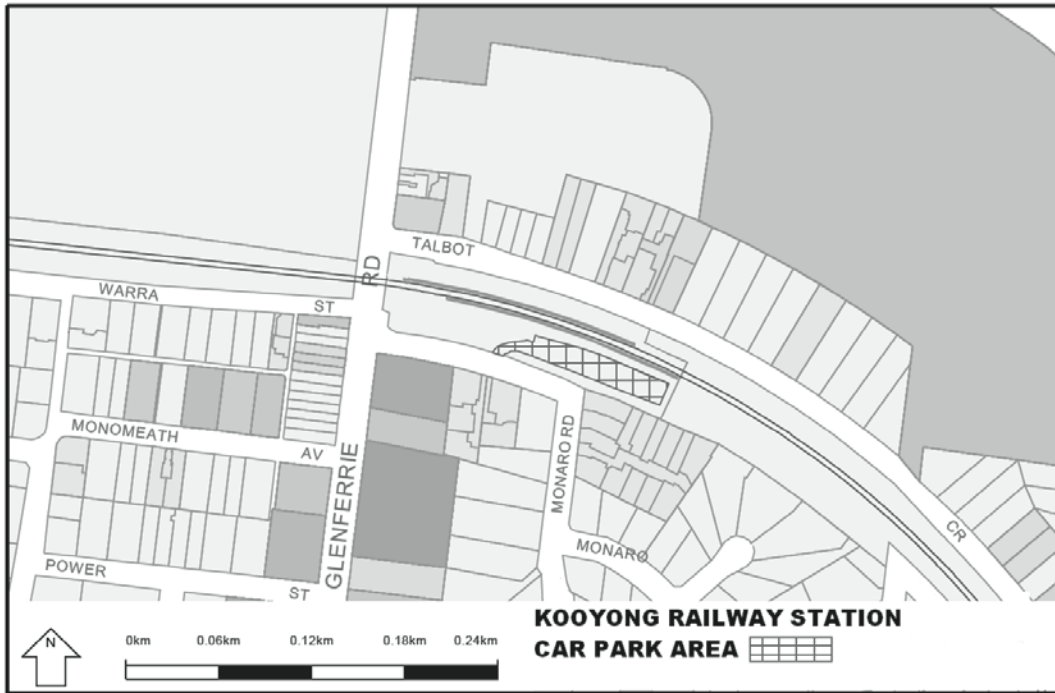 TALBOT
RD
WARRA
ST
MONOMEATH
AV
GLENFERRIE
MONARO RD
MONARO
CR
POWER
ST
N
0km 0.06km 0.12km 0.18km 0.24km
KOOYONG RAILWAY STATION
CAR PARK AREA